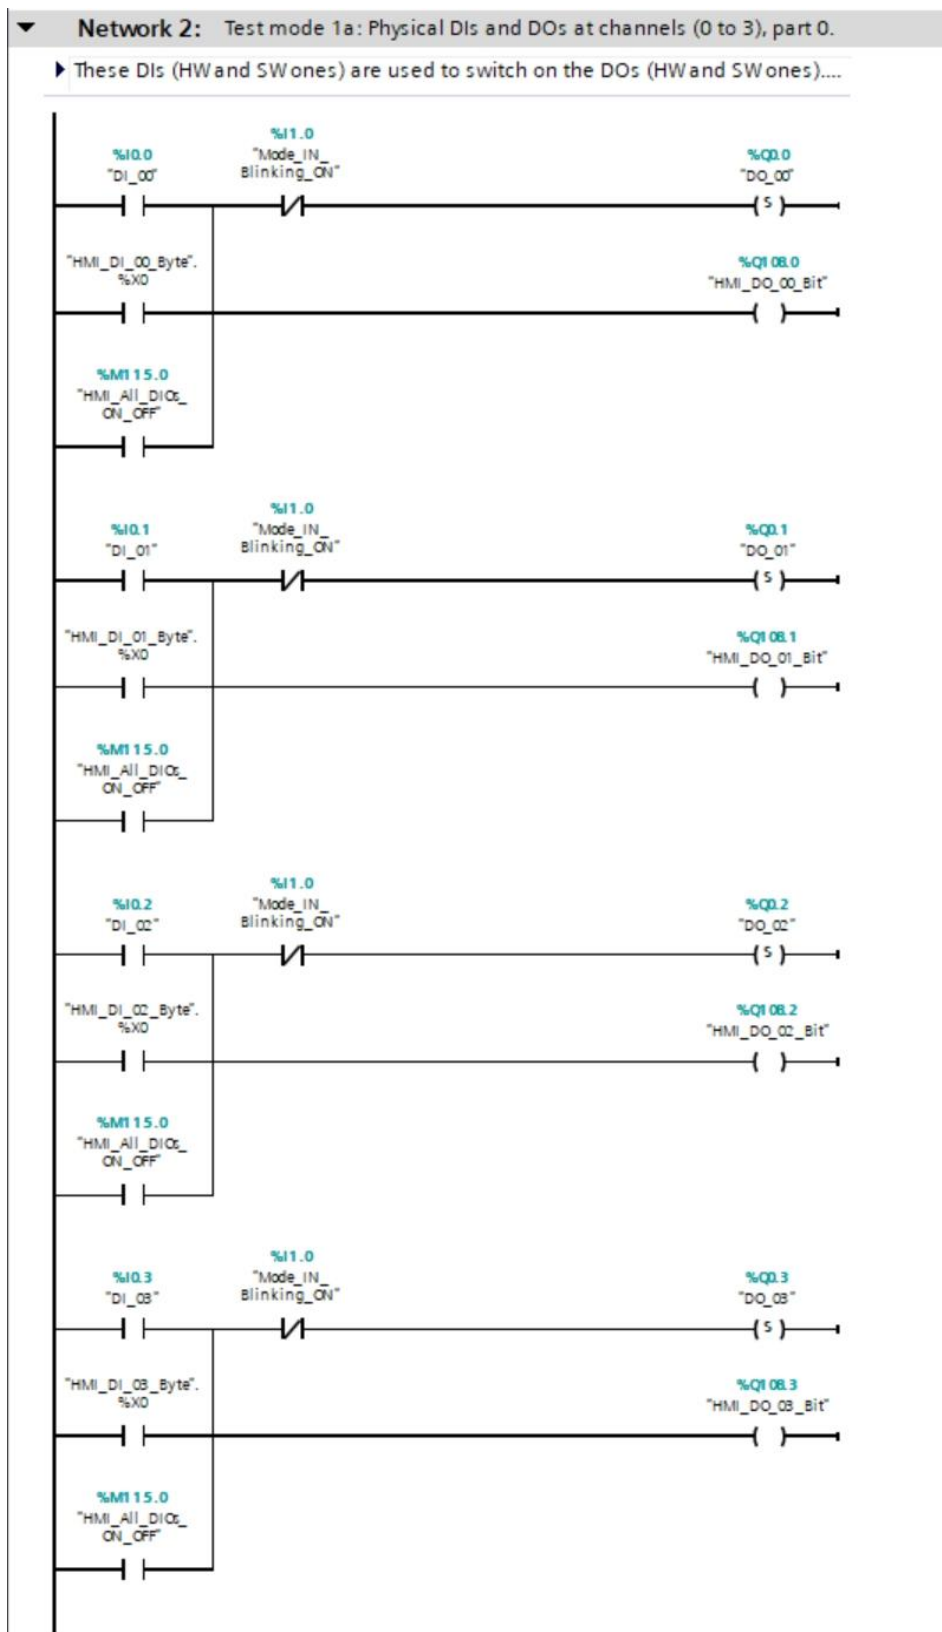 Network 2: Test mode 1a: Physical DIs and DOs at channels (0 to 3), part 0.
These DIs (HW and SW ones) are used to switch on the DOs (HW and SW ones)....
%I1.0
%I0.0 "Mode_IN_ %Q0.0
"DI_00" Blinking_ON" "DO_00"
S
"HMI_DI_00_Byte". %Q108.0
%X0 "HMI_DO_00_Bit"
%M115.0
"HMI_All_DIOs_
ON_OFF"
%I1.0
%I0.1 "Mode_IN_ %Q0.1
"DI_01" Blinking_ON" "DO_01"
S
"HMI_DI_01_Byte". %Q108.1
%X0 "HMI_DO_01_Bit"
%M115.0
"HMI_All_DIOs_
ON_OFF"
%I1.0
%I0.2 "Mode_IN_ %Q0.2
"DI_02" Blinking_ON" "DO_02"
S
"HMI_DI_02_Byte". %Q108.2
%X0 "HMI_DO_02_Bit"
%M115.0
"HMI_All_DIOs_
ON_OFF"
%I1.0
%I0.3 "Mode_IN_ %Q0.3
"DI_03" Blinking_ON" "DO_03"
S
"HMI_DI_03_Byte". %Q108.3
%X0 "HMI_DO_03_Bit"
%M115.0
"HMI_All_DIOs_
ON_OFF"